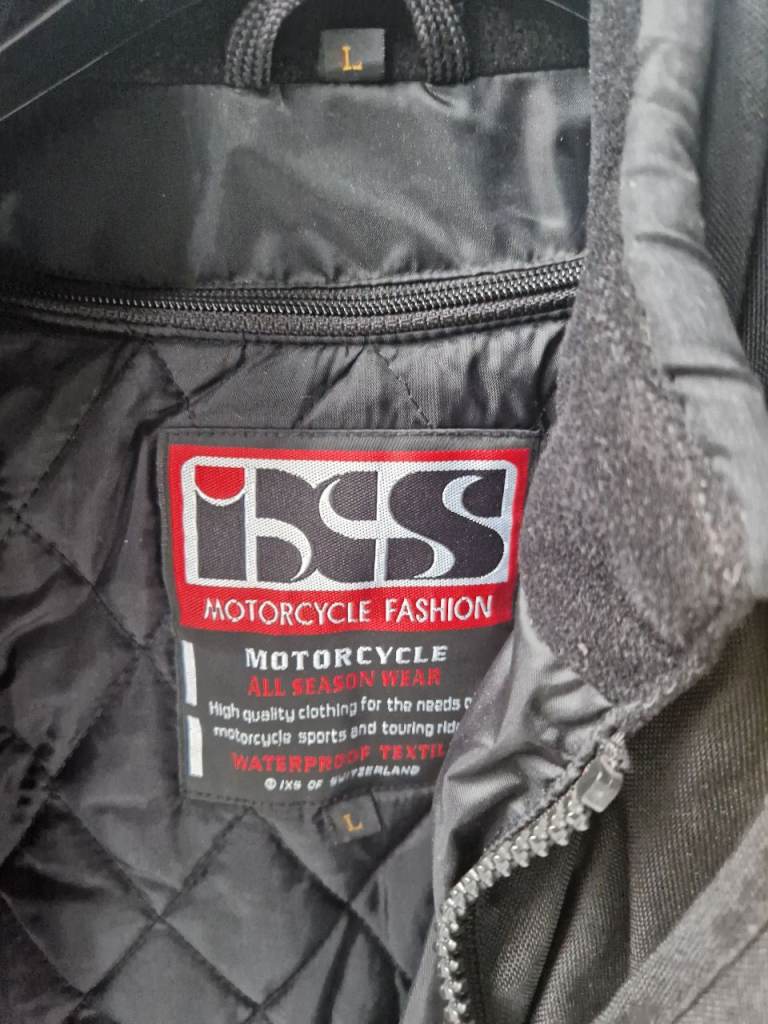 L
iXS
MOTORCYCLE FASHION
MOTORCYCLE
ALL SEASON WEAR
High quality clothing for the needs
motorcycle sports and touring
WATERPROOF
© IXS OF SWITZERLAND
L